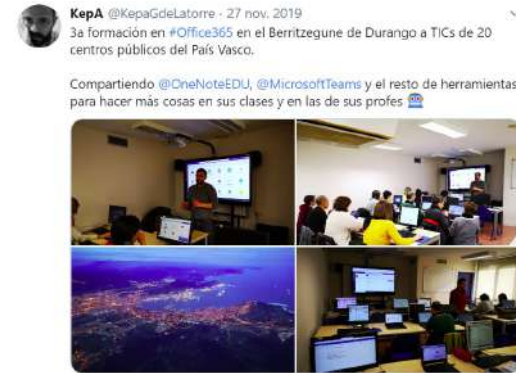 KepA @KepaGdeLatorre · 27 nov. 2019
3a formación en #Office365 en el Berritzegune de Durango a TICs de 20
centros públicos del País Vasco.
Compartiendo @OneNoteEDU, @MicrosoftTeams y el resto de herramientas
para hacer más cosas en sus clases y en las de sus profes